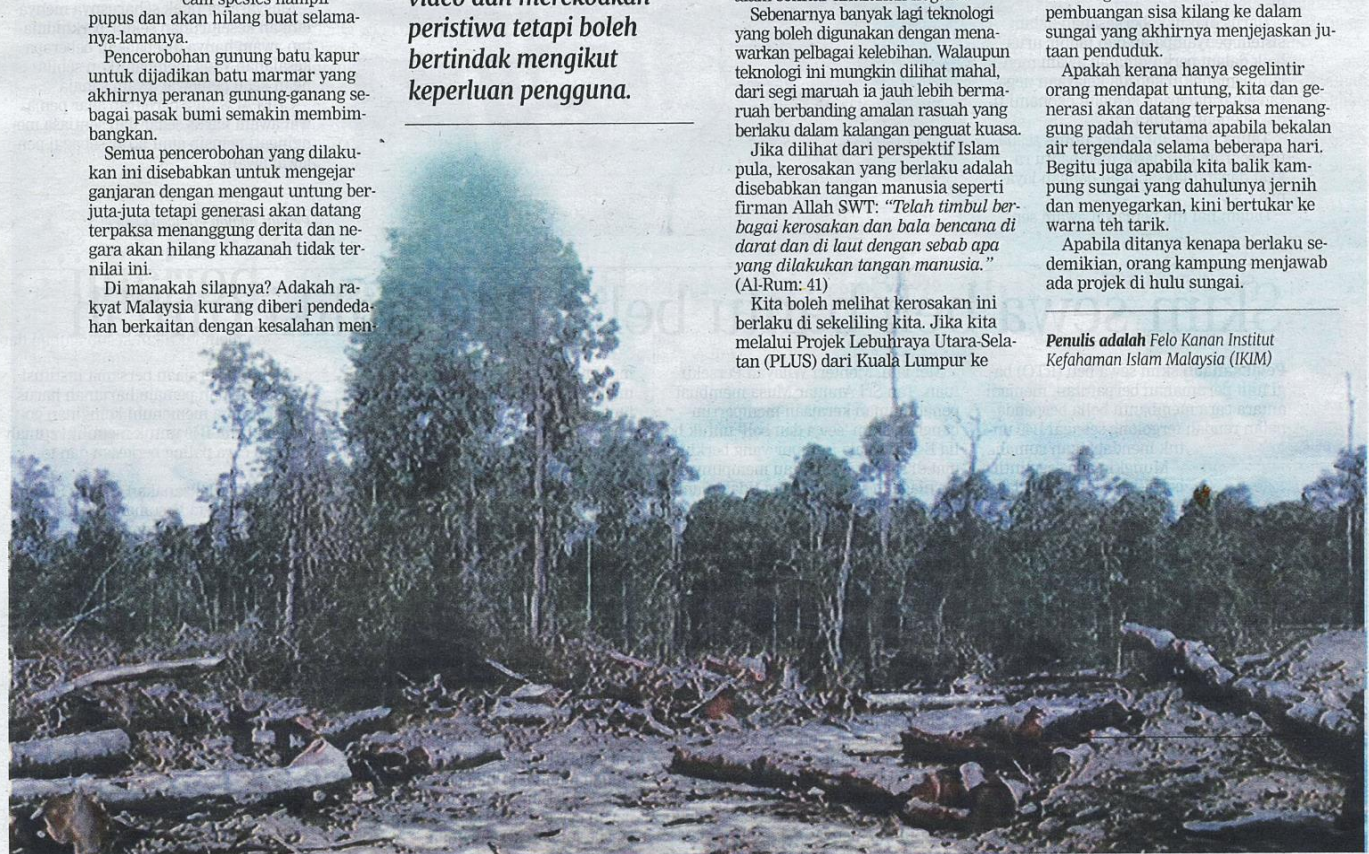 cam spesies hampir
pupus dan akan hilang buat selama-
nya-lamanya.
Pencerobohan gunung batu kapur
untuk dijadikan batu marmar yang
akhirnya peranan gunung-ganang se-
bagai pasak bumi semakin membim-
bangkan.
Semua pencerobohan yang dilaku-
kan ini disebabkan untuk mengejar
ganjaran dengan mengaut untung ber-
juta-juta tetapi generasi akan datang
terpaksa menanggung derita dan ne-
gara akan hilang khazanah tidak ter-
nilai ini.
Di manakah silapnya? Adakah ra-
kyat Malaysia kurang diberi pendeda-
han berkaitan dengan kesalahan men-
video dan merekodkan
peristiwa tetapi boleh
bertindak mengikut
keperluan pengguna.
Sebenarnya banyak lagi teknologi
yang boleh digunakan dengan mena-
warkan pelbagai kelebihan. Walaupun
teknologi ini mungkin dilihat mahal,
dari segi maruah ia jauh lebih berma-
ruah berbanding amalan rasuah yang
berlaku dalam kalangan penguat kuasa.
Jika dilihat dari perspektif Islam
pula, kerosakan yang berlaku adalah
disebabkan tangan manusia seperti
firman Allah SWT: “Telah timbul ber-
bagai kerosakan dan bala bencana di
darat dan di laut dengan sebab apa
yang dilakukan tangan manusia.”
(Al-Rum: 41)
Kita boleh melihat kerosakan ini
berlaku di sekeliling kita. Jika kita
melalui Projek Lebuhraya Utara-Sela-
tan (PLUS) dari Kuala Lumpur ke
pembuangan sisa kilang ke dalam
sungai yang akhirnya menjejaskan ju-
taan penduduk.
Apakah kerana hanya segelintir
orang mendapat untung, kita dan ge-
nerasi akan datang terpaksa menang-
gung padah terutama apabila bekalan
air tergendala selama beberapa hari.
Begitu juga apabila kita balik kam-
pung sungai yang dahulunya jernih
dan menyegarkan, kini bertukar ke
warna teh tarik.
Apabila ditanya kenapa berlaku se-
demikian, orang kampung menjawab
ada projek di hulu sungai.
Penulis adalah Felo Kanan Institut
Kefahaman Islam Malaysia (IKIM)